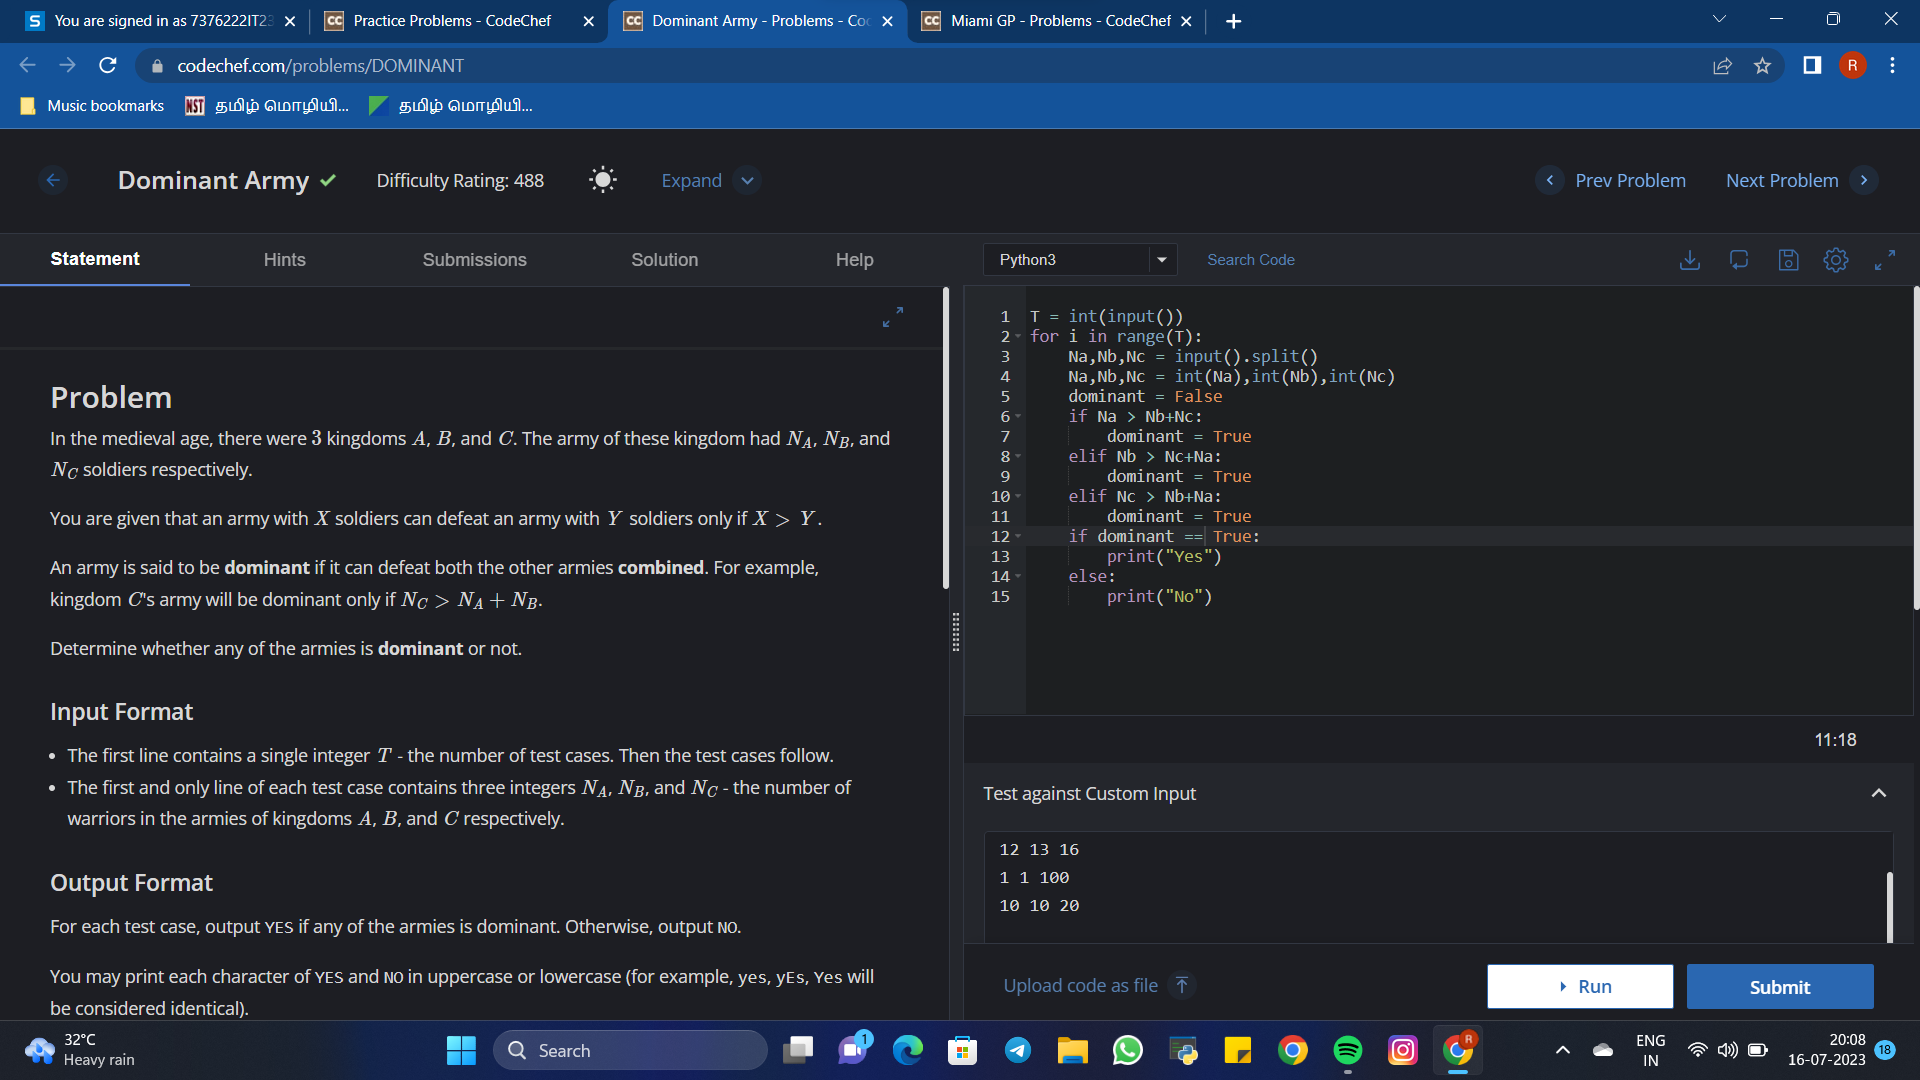 You are signed in as 7376222IT23
Practice Problems - CodeChef
Dominant Army - Problems - Coc
Miami GP - Problems - CodeChef
codechef.com/problems/DOMINANT
R
Music bookmarks
NST
தமிழ் மொழியி...
தமிழ் மொழியி...
Dominant Army
Difficulty Rating: 488
Expand
Prev Problem
Next Problem
Statement
Hints
Submissions
Solution
Help
Python3
Search Code
Problem
In the medieval age, there were 3 kingdoms A, B, and C. The army of these kingdom had N_A, N_B, and
N_C soldiers respectively.
You are given that an army with X soldiers can defeat an army with Y soldiers only if X > Y.
An army is said to be dominant if it can defeat both the other armies combined. For example,
kingdom C's army will be dominant only if N_C > N_A + N_B.
Determine whether any of the armies is dominant or not.
Input Format
• The first line contains a single integer T - the number of test cases. Then the test cases follow.
• The first and only line of each test case contains three integers N_A, N_B, and N_C - the number of
warriors in the armies of kingdoms A, B, and C respectively.
Output Format
For each test case, output YES if any of the armies is dominant. Otherwise, output NO.
You may print each character of YES and NO in uppercase or lowercase (for example, yes, yEs, Yes will
be considered identical).
1 T = int(input())
2 for i in range(T):
3 Na,Nb,Nc = input().split()
4 Na,Nb,Nc = int(Na),int(Nb),int(Nc)
5 dominant = False
6 if Na > Nb+Nc:
7 dominant = True
8 elif Nb > Nc+Na:
9 dominant = True
10 elif Nc > Nb+Na:
11 dominant = True
12 if dominant == True:
13 print("Yes")
14 else:
15 print("No")
11:18
Test against Custom Input
12 13 16
1 1 100
10 10 20
Upload code as file
Run
Submit
32°C
Heavy rain
Search
1
R
ENG
IN
20:08
16-07-2023
18